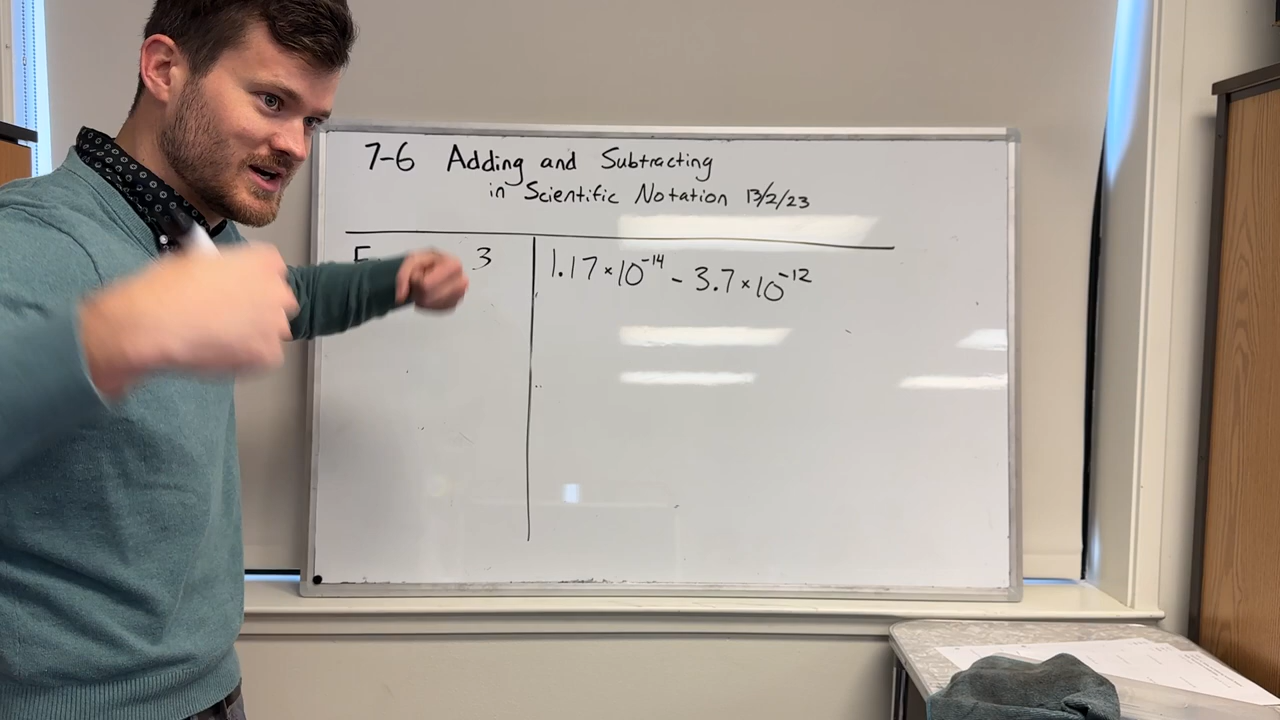 7-6 Adding and Subtracting
in Scientific Notation 13/2/23
3
1.17×10⁻¹⁴ - 3.7×10⁻¹²